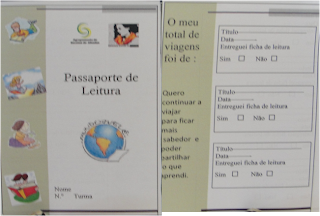 Passaporte de
Leitura
Nome
N.º Turma
O meu
total de
viagens
foi de :
Quero
continuar a
viajar
para ficar
mais
sabedor e
poder
partilhar
o que
aprendi.
Título
Data
Entreguei ficha de leitura
Sim Não
Título
Data
Entreguei ficha de leitura
Sim Não
Título
Data
Entreguei ficha de leitura
Sim Não